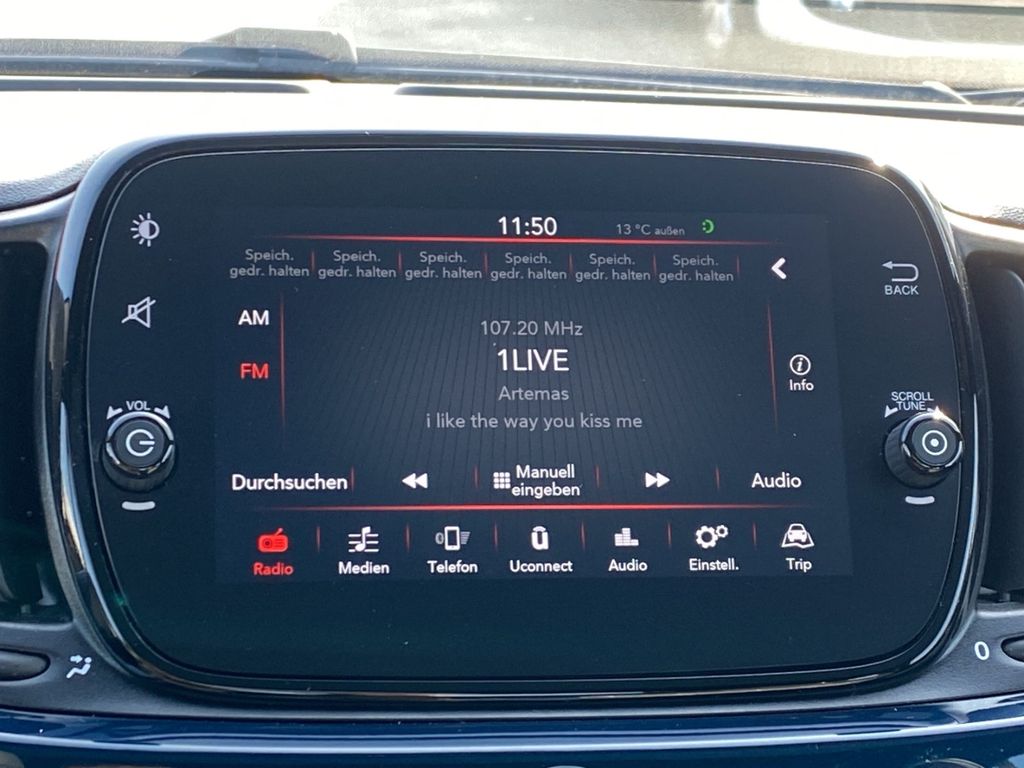 11:50
13 °C außen
Speich. Speich. Speich. Speich. Speich. Speich.
gedr. halten gedr. halten gedr. halten gedr. halten gedr. halten gedr. halten
BACK
AM
107.20 MHz
1LIVE
FM
Info
Artemas
i like the way you kiss me
VOL
SCROLL
TUNE
Durchsuchen
Manuell
eingeben
Audio
Radio
Medien
Telefon
Uconnect
Audio
Einstell.
Trip
0